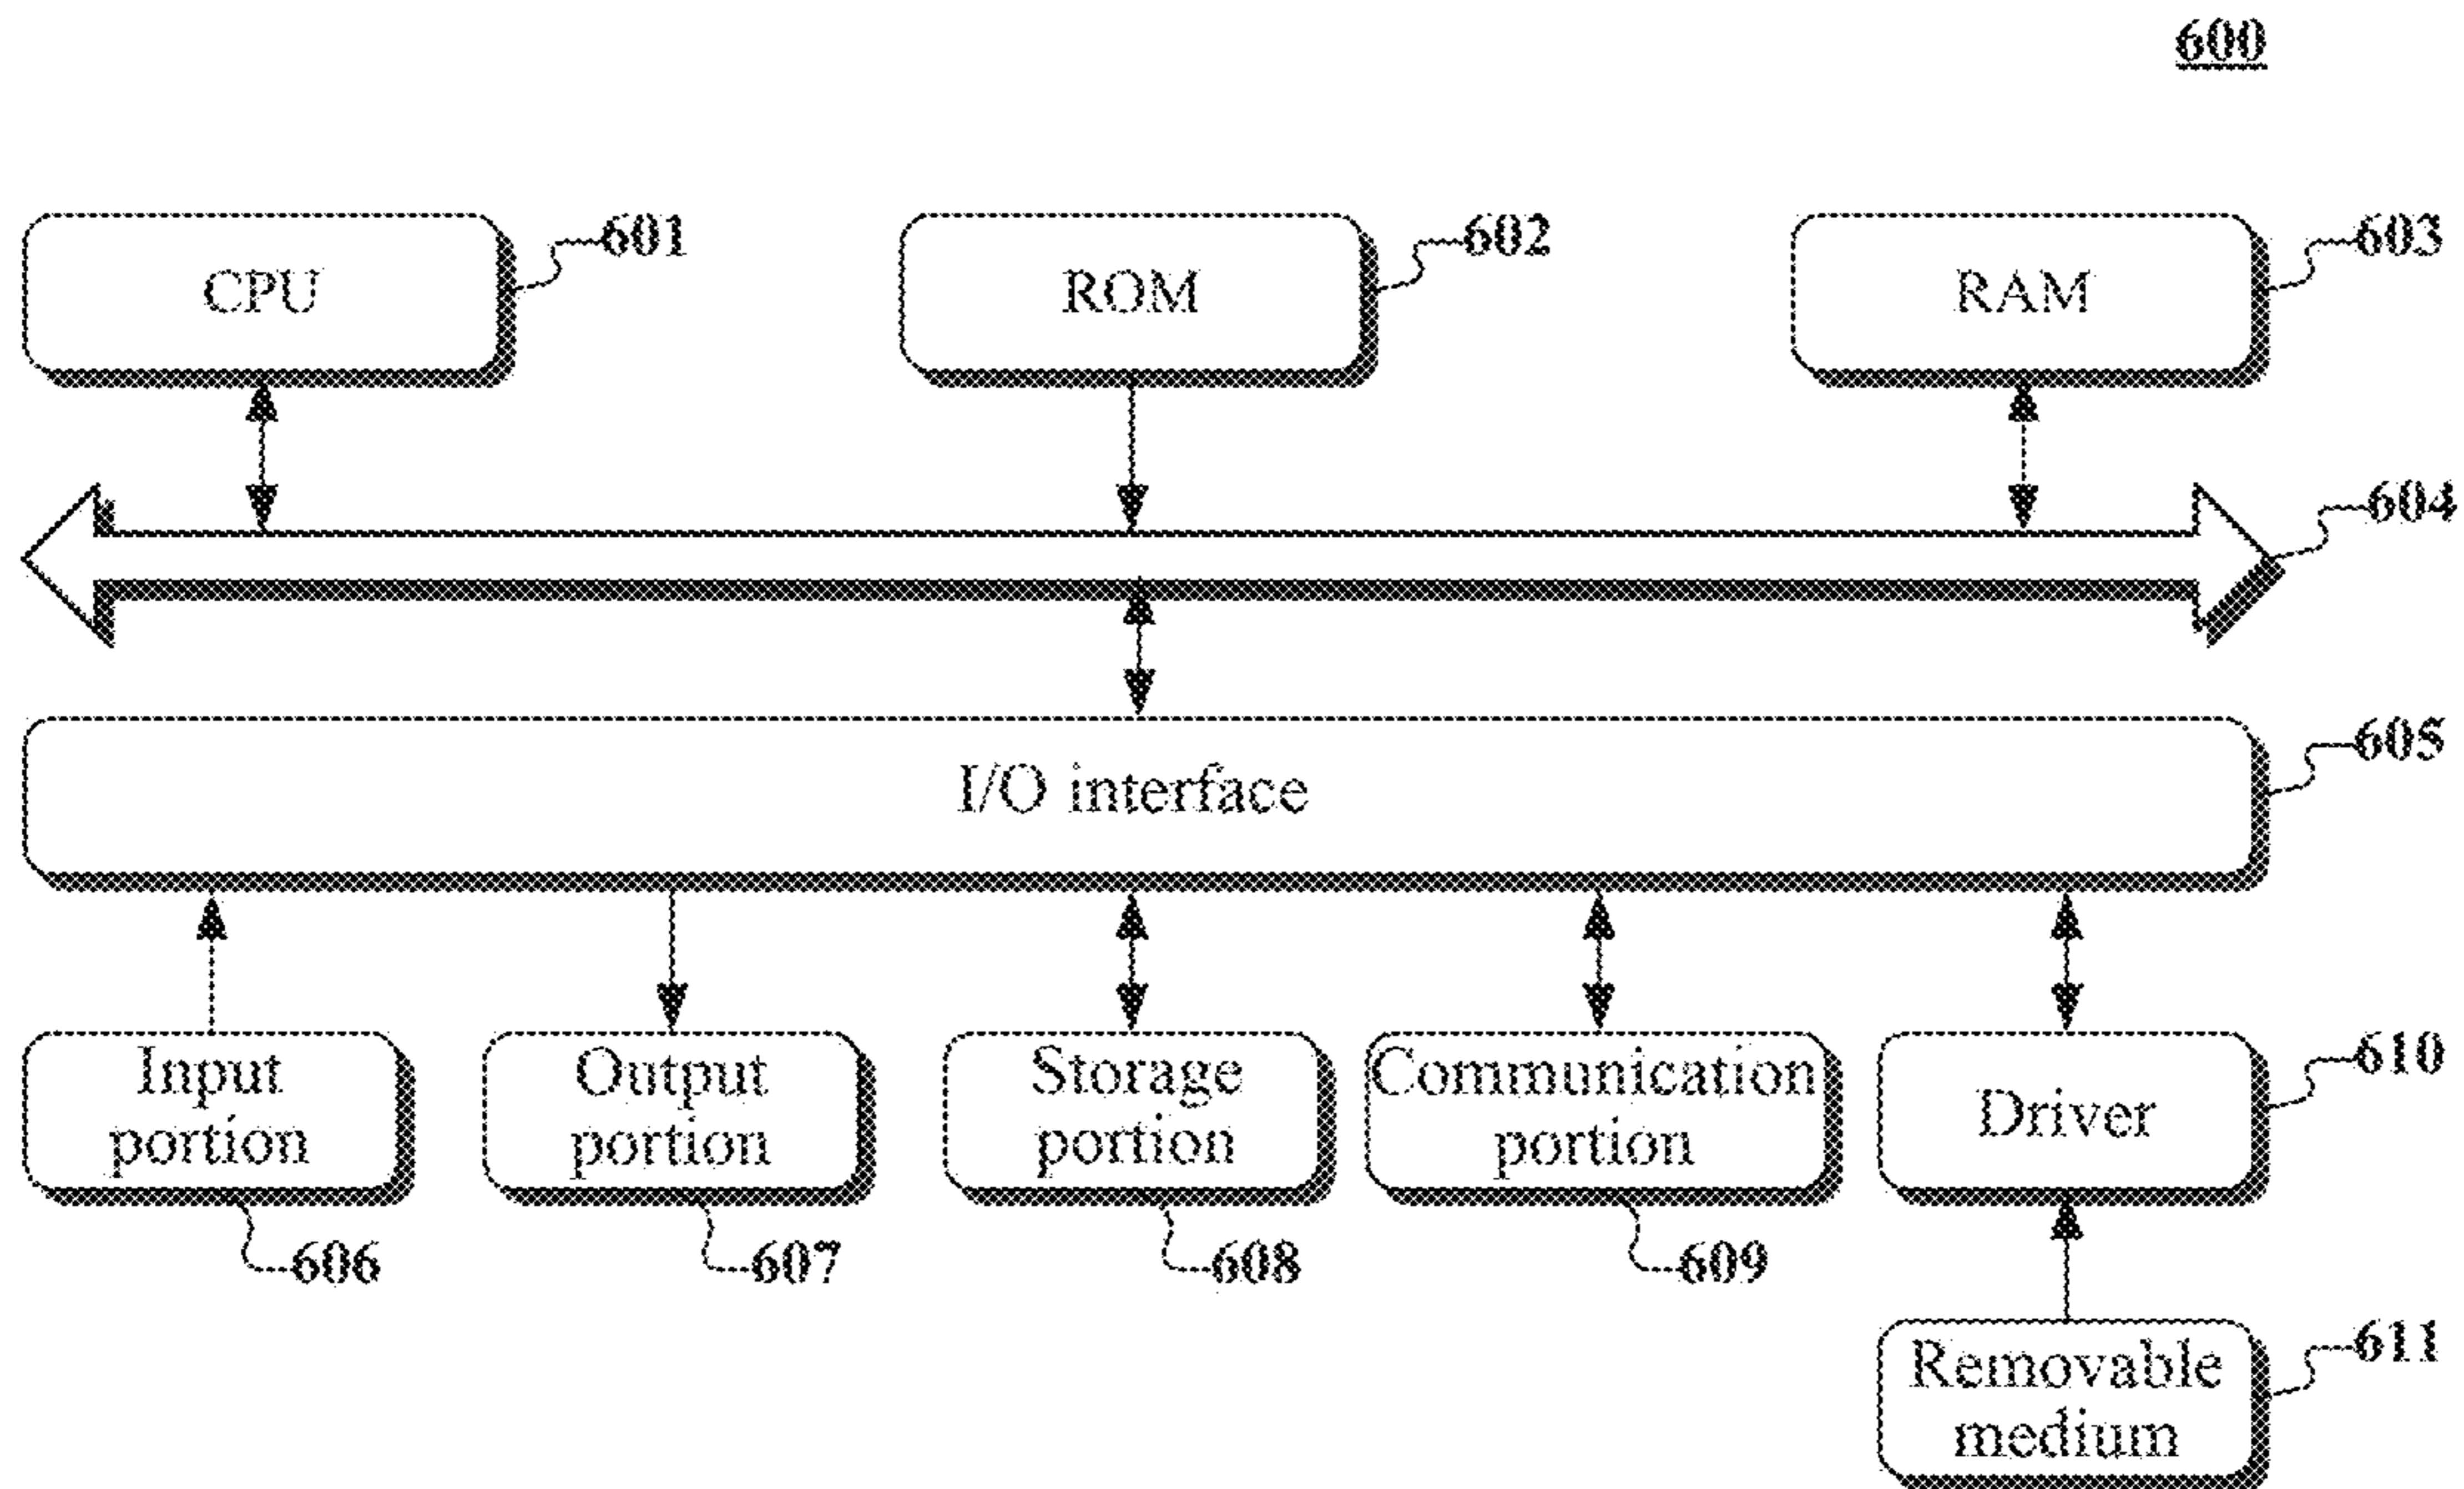 600
CPU
601
ROM
602
RAM
603
604
I/O interface
605
Input
portion
606
Output
portion
607
Storage
portion
608
Communication
portion
609
Driver
610
Removable
medium
611